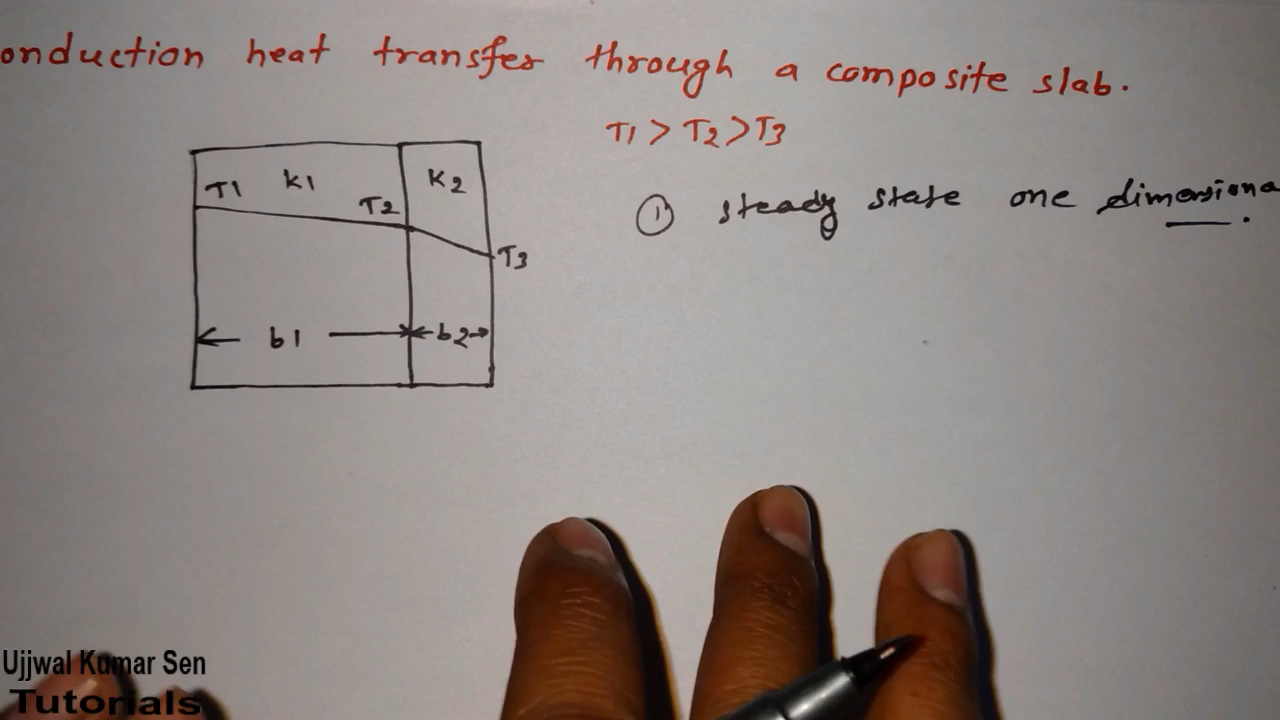 onduction heat transfer through a composite slab.
T1 > T2 > T3
T1 K1 K2
T2
T3
b1 b2
① steady state one dimensiona
Ujjwal Kumar Sen
Tutorials